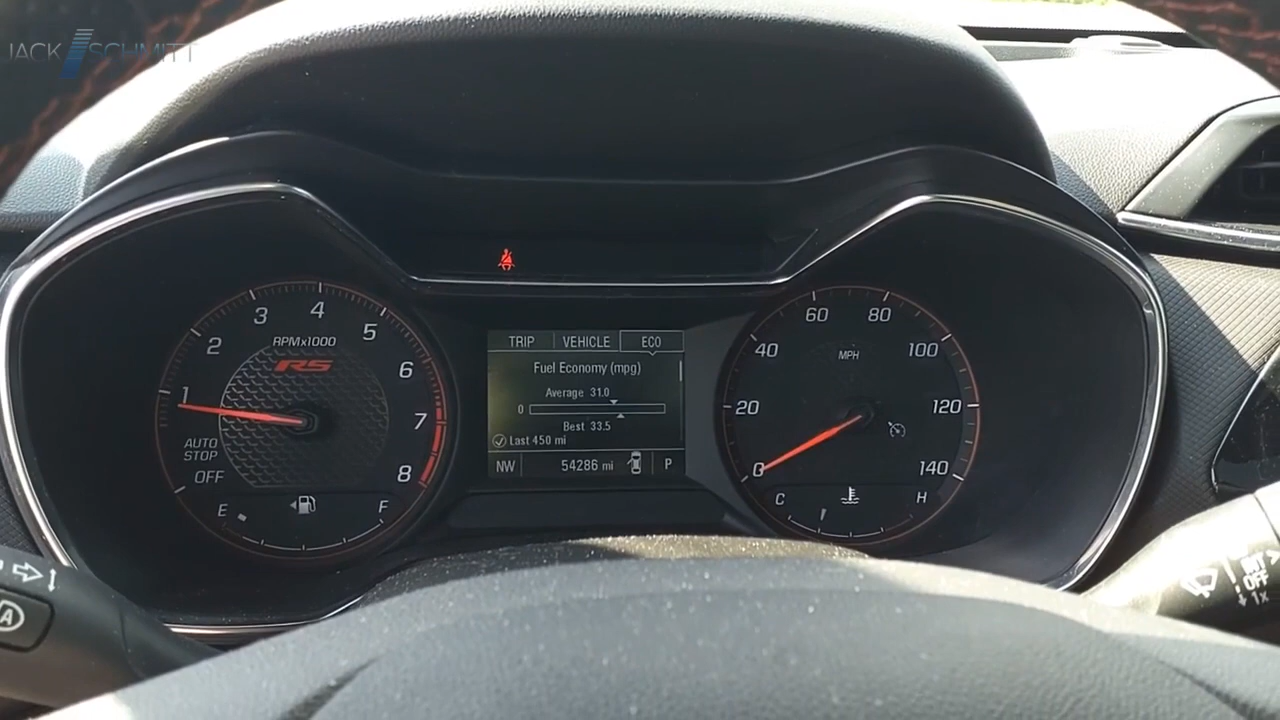 JACK SCHMITT
TRIP VEHICLE ECO
Fuel Economy (mpg)
Average 31.0
0
Best 33.5
Last 450 mi
NW 54286 mi P
1 2 3 4 5 6 7 8
RPMx1000
RS
AUTO
STOP
OFF
E F
0 20 40 60 80 100 120 140
MPH
C H
A
1x